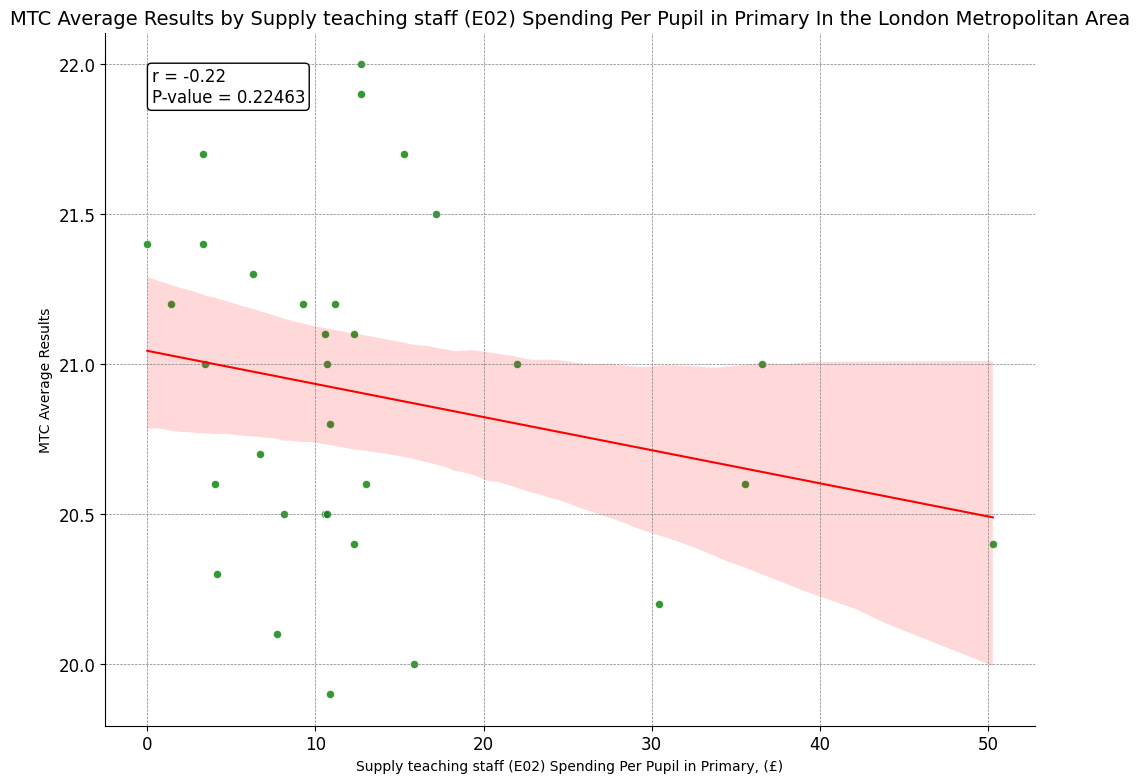 MTC Average Results by Supply teaching staff (E02) Spending Per Pupil in Primary In the London Metropolitan Area
r = -0.22
P-value = 0.22463
MTC Average Results
22.0
21.5
21.0
20.5
20.0
0 10 20 30 40 50
Supply teaching staff (E02) Spending Per Pupil in Primary, (£)